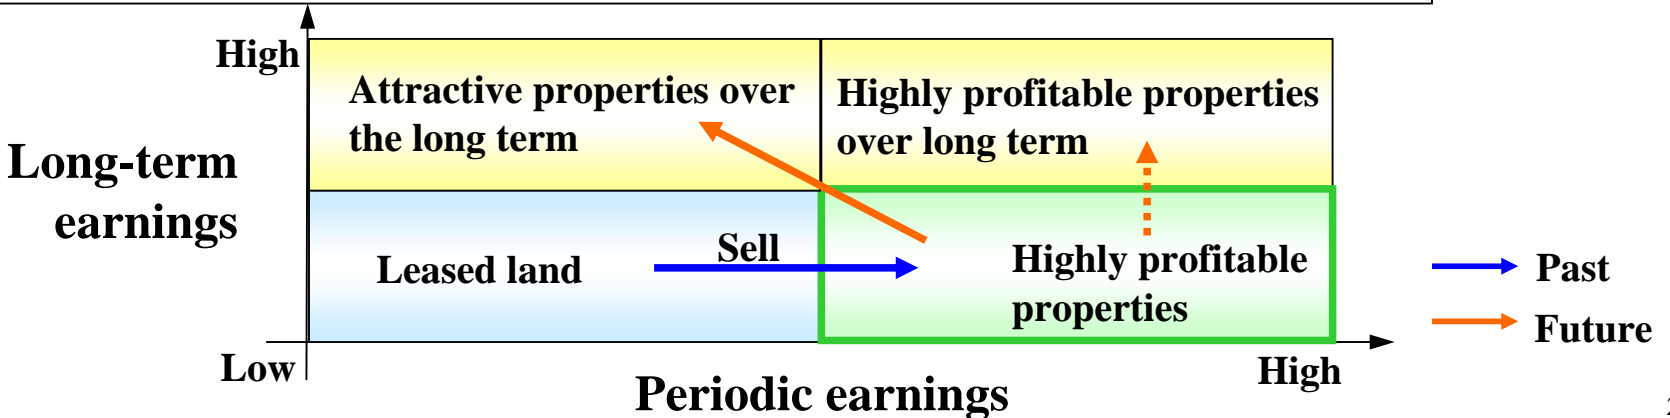 High
Attractive properties over
the long term
Highly profitable properties
over long term
Long-term
earnings
Leased land
Sell
Highly profitable
properties
Past
Future
Low
Periodic earnings
High